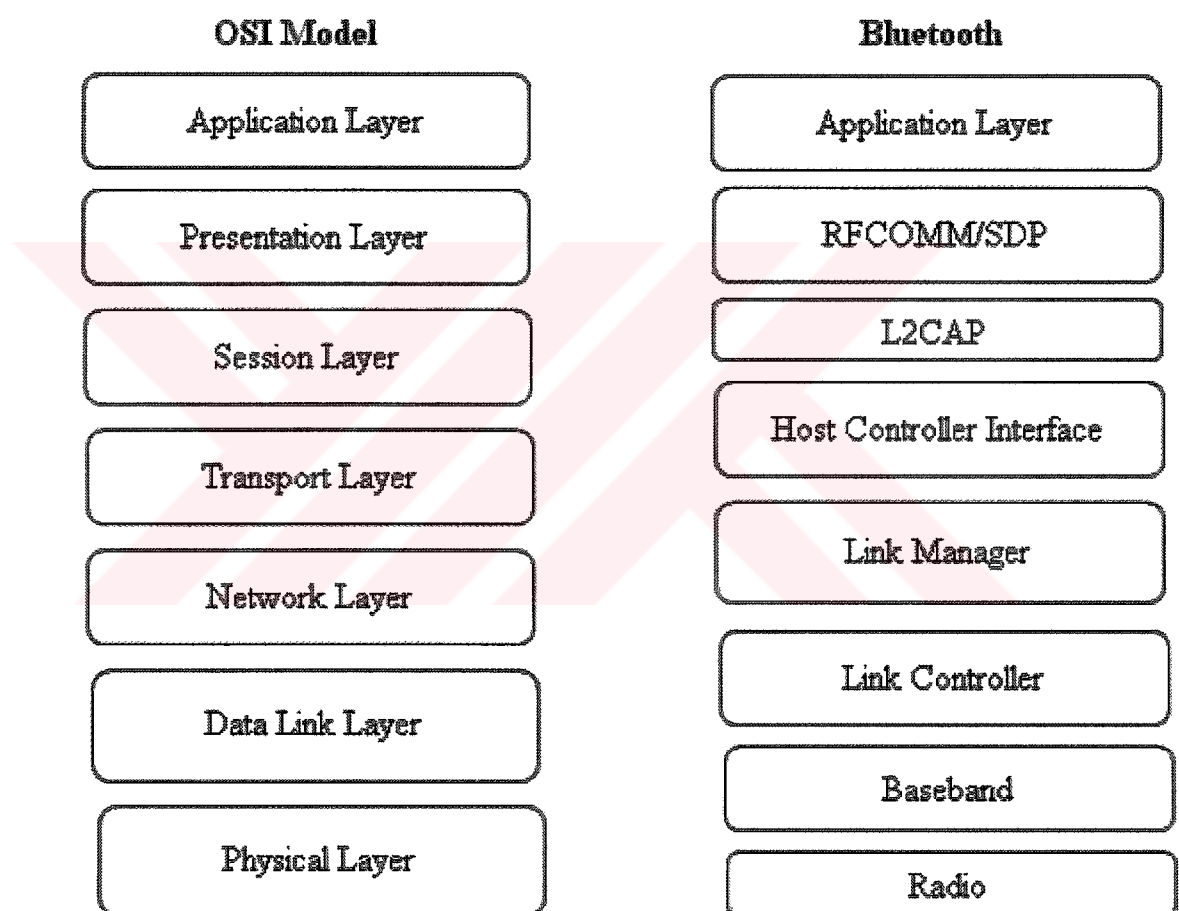 OSI Model
Application Layer
Presentation Layer
Session Layer
Transport Layer
Network Layer
Data Link Layer
Physical Layer
Bluetooth
Application Layer
RFCOMM/SDP
L2CAP
Host Controller Interface
Link Manager
Link Controller
Baseband
Radio